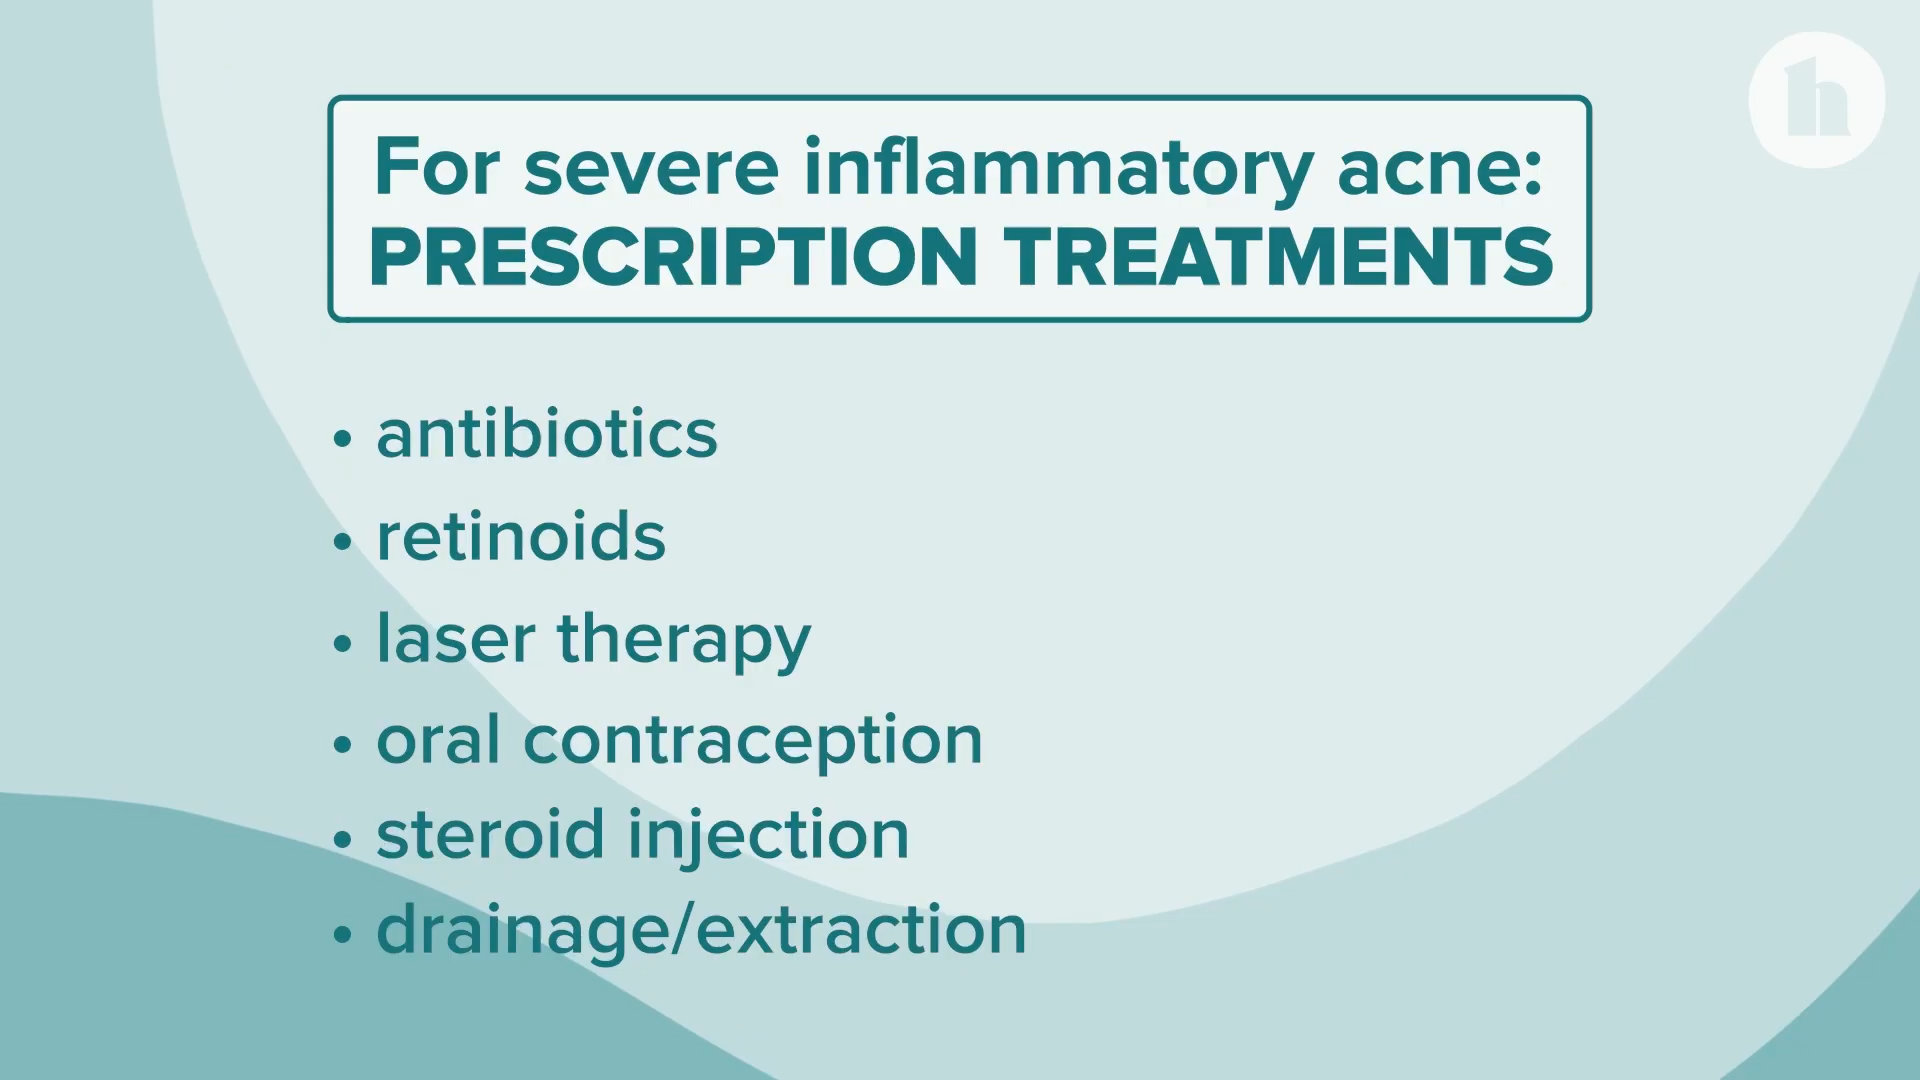 For severe inflammatory acne:
PRESCRIPTION TREATMENTS
• antibiotics
• retinoids
• laser therapy
• oral contraception
• steroid injection
• drainage/extraction
h